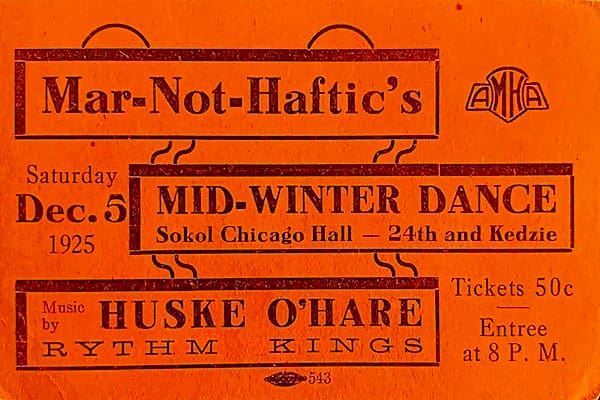 Mar-Not-Haftic's
AMHA
Saturday
Dec. 5
1925
MID-WINTER DANCE
Sokol Chicago Hall — 24th and Kedzie
Music
by
HUSKE O'HARE
RYTHM KINGS
Tickets 50c
Entree
at 8 P. M.
543